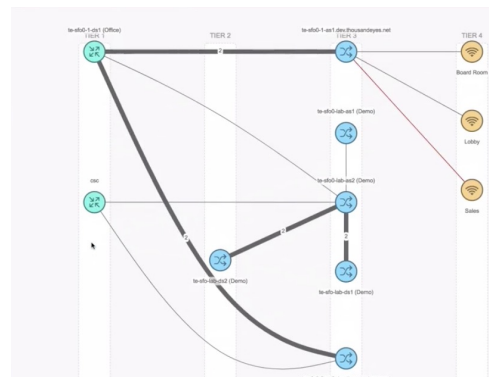 te-sfo0-1-ds1 (Office)
TIER 1
TIER 2
te-sfo0-1-as1.dev.thousandeyes.net
TIER 3
TIER 4
2
Board Room
te-sfo0-lab-as1 (Demo)
Lobby
csc
te-sfo0-lab-as2 (Demo)
Sales
2
2
2
te-sfo-lab-ds2 (Demo)
te-sfo-lab-ds1 (Demo)